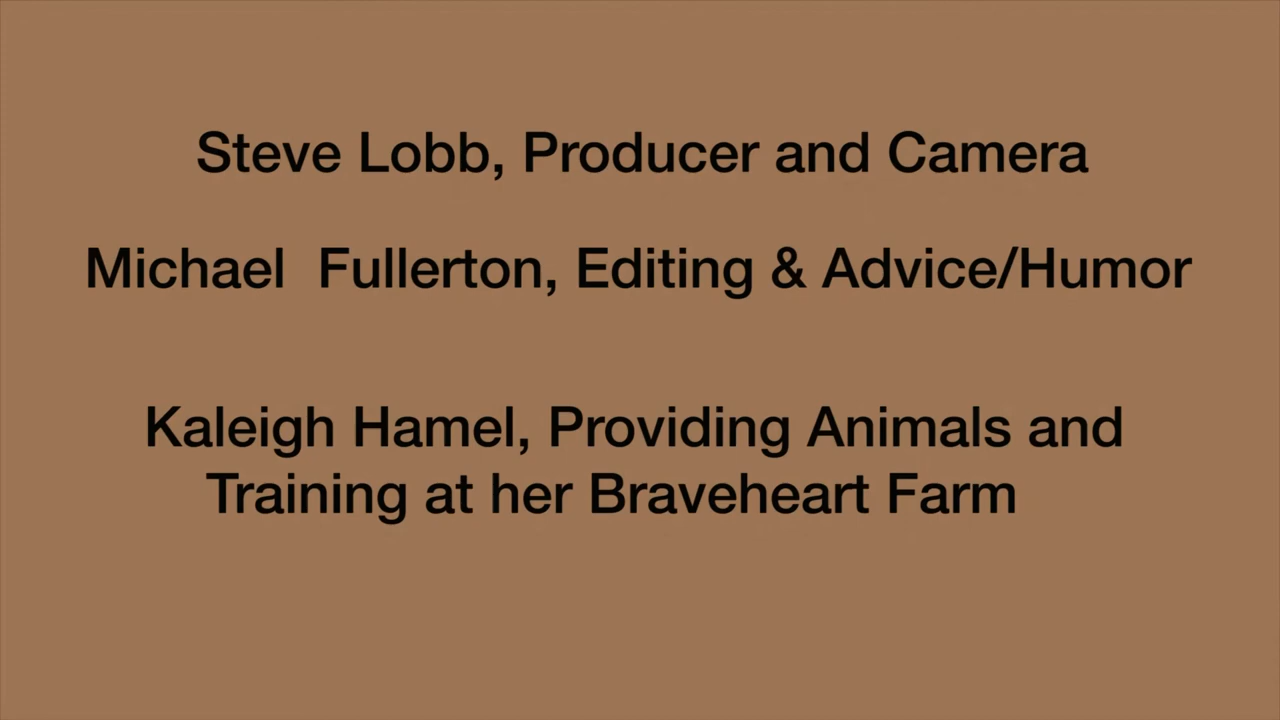 Steve Lobb, Producer and Camera
Michael  Fullerton, Editing & Advice/Humor
Kaleigh Hamel, Providing Animals and
Training at her Braveheart Farm